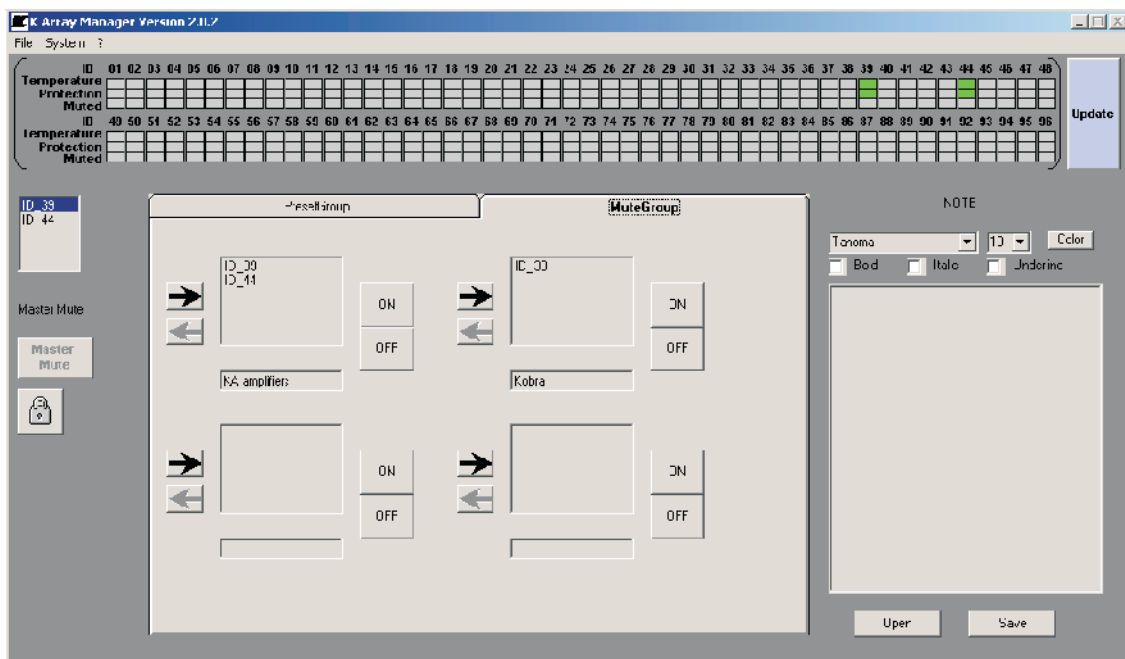 K Array Manager Version 2.0.2
File System ?
ID 01 02 03 04 05 06 07 08 09 10 11 12 13 14 15 16 17 18 19 20 21 22 23 24 25 26 27 28 29 30 31 32 33 34 35 36 37 38 39 40 41 42 43 44 45 46 47 48
Temperature
Protection
Muted
ID 49 50 51 52 53 54 55 56 57 58 59 60 61 62 63 64 65 66 67 68 69 70 71 72 73 74 75 76 77 78 79 80 81 82 83 84 85 86 87 88 89 90 91 92 93 94 95 96
Temperature
Protection
Muted
Update
ID_39
ID_44
Master Mute
Master
Mute
PresetGroup
MuteGroup
ID_39
ID_44
ON
OFF
KA amplifiers
ID_39
ON
OFF
Kobra
ON
OFF
ON
OFF
NOTE
Tahoma 10 Color
Bold Italic Underline
Open Save